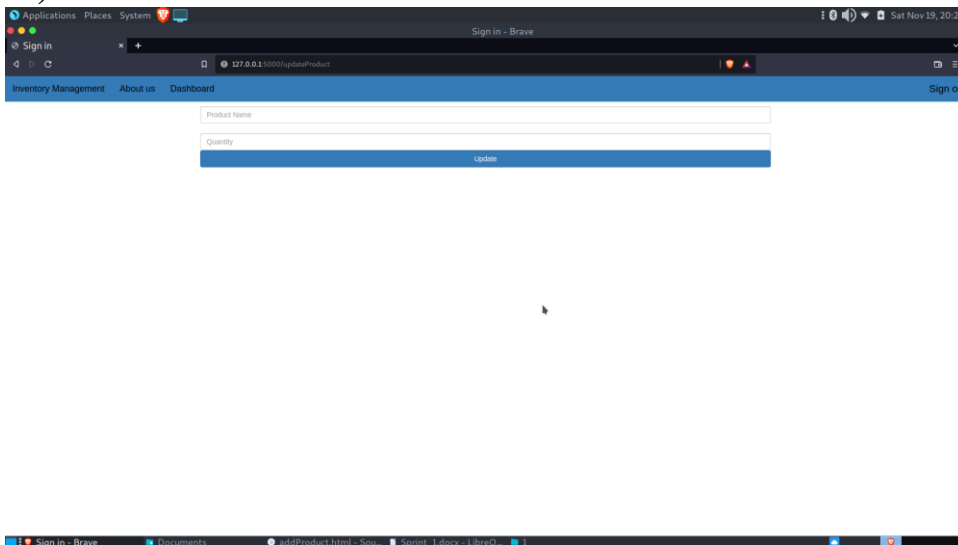 Applications Places System Sat Nov 19, 20:2
Sign in - Brave
Sign in × +
127.0.0.1:5000/updateProduct
Inventory Management About us Dashboard Sign o
Product Name
Quantity
Update
Sign in - Brave Documents addProduct.html - Sou... Sprint_1.docx - LibreO... 1